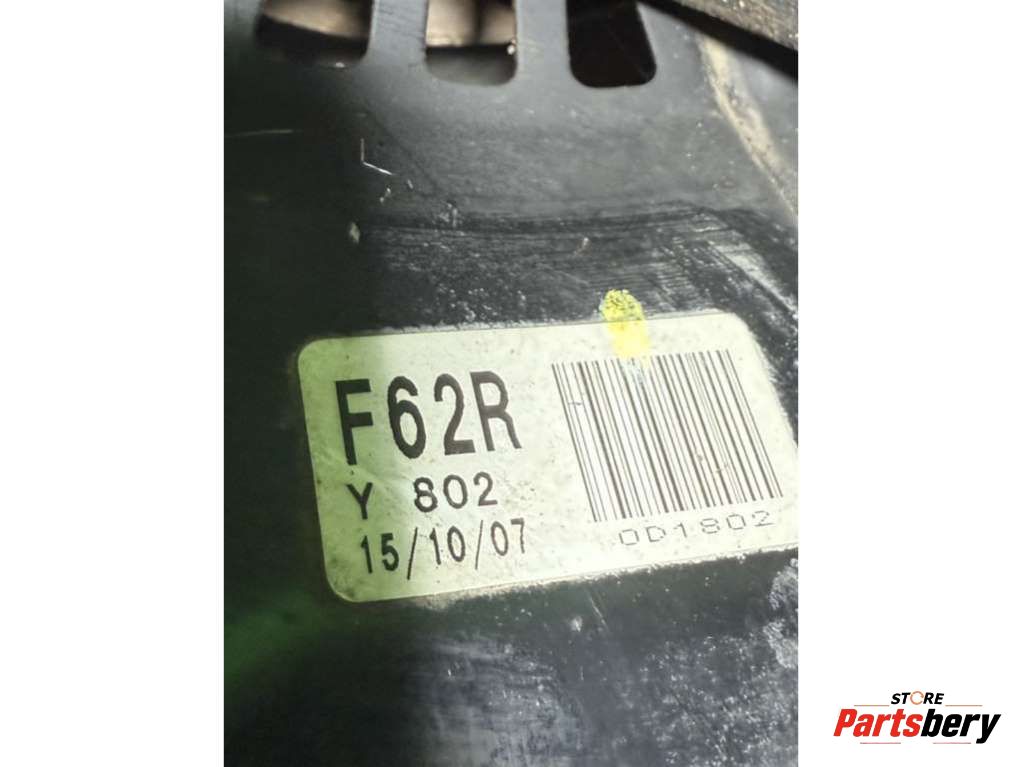 F62R
Y 802
15/10/07
0D1802
STORE
Partsbery